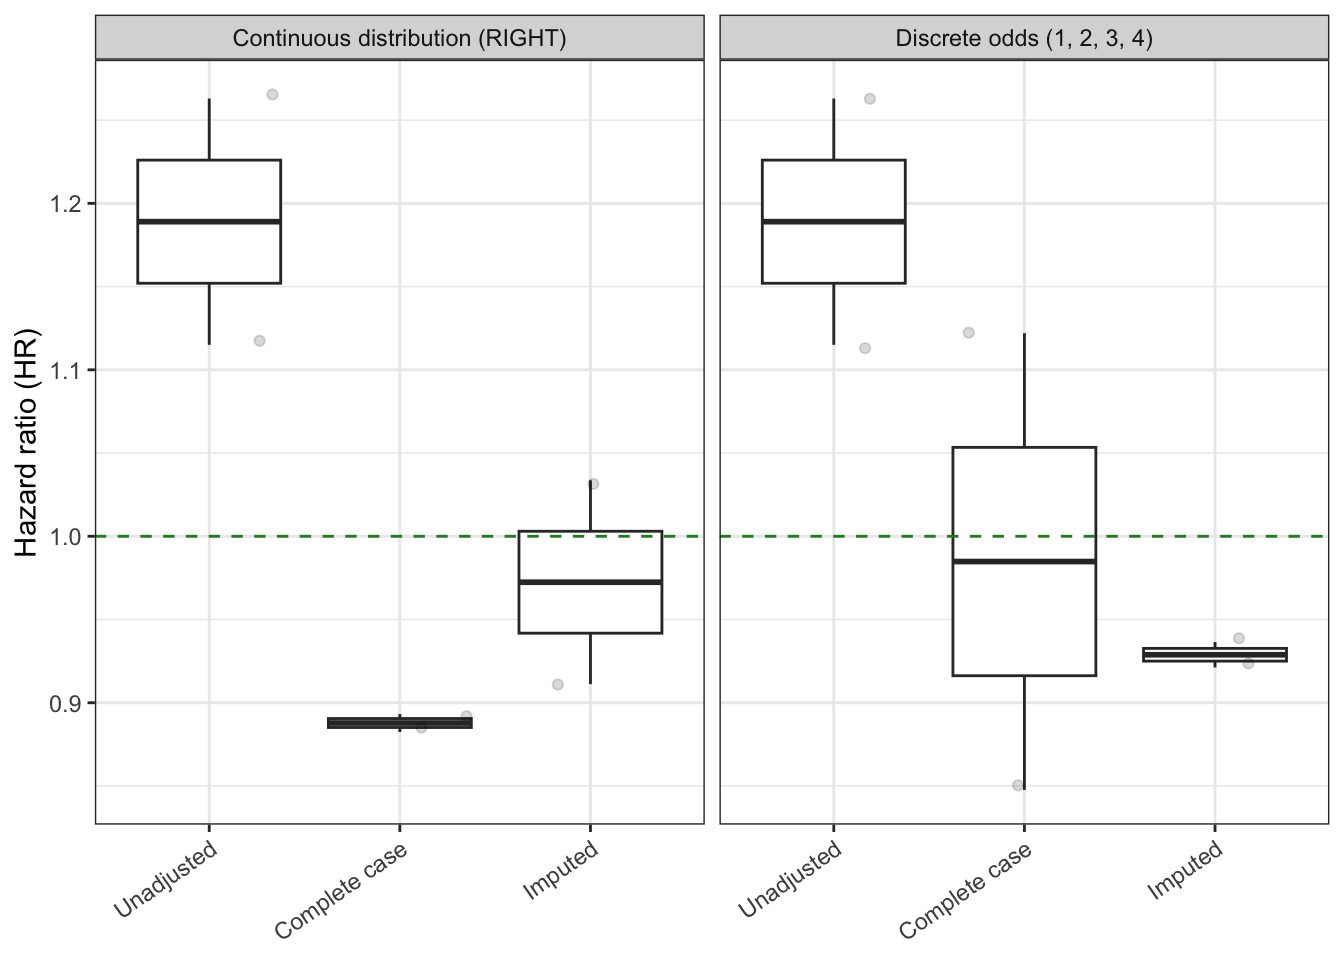 Continuous distribution (RIGHT)
Discrete odds (1, 2, 3, 4)
Hazard ratio (HR)
1.2
1.1
1.0
0.9
Unadjusted
Complete case
Imputed
Unadjusted
Complete case
Imputed